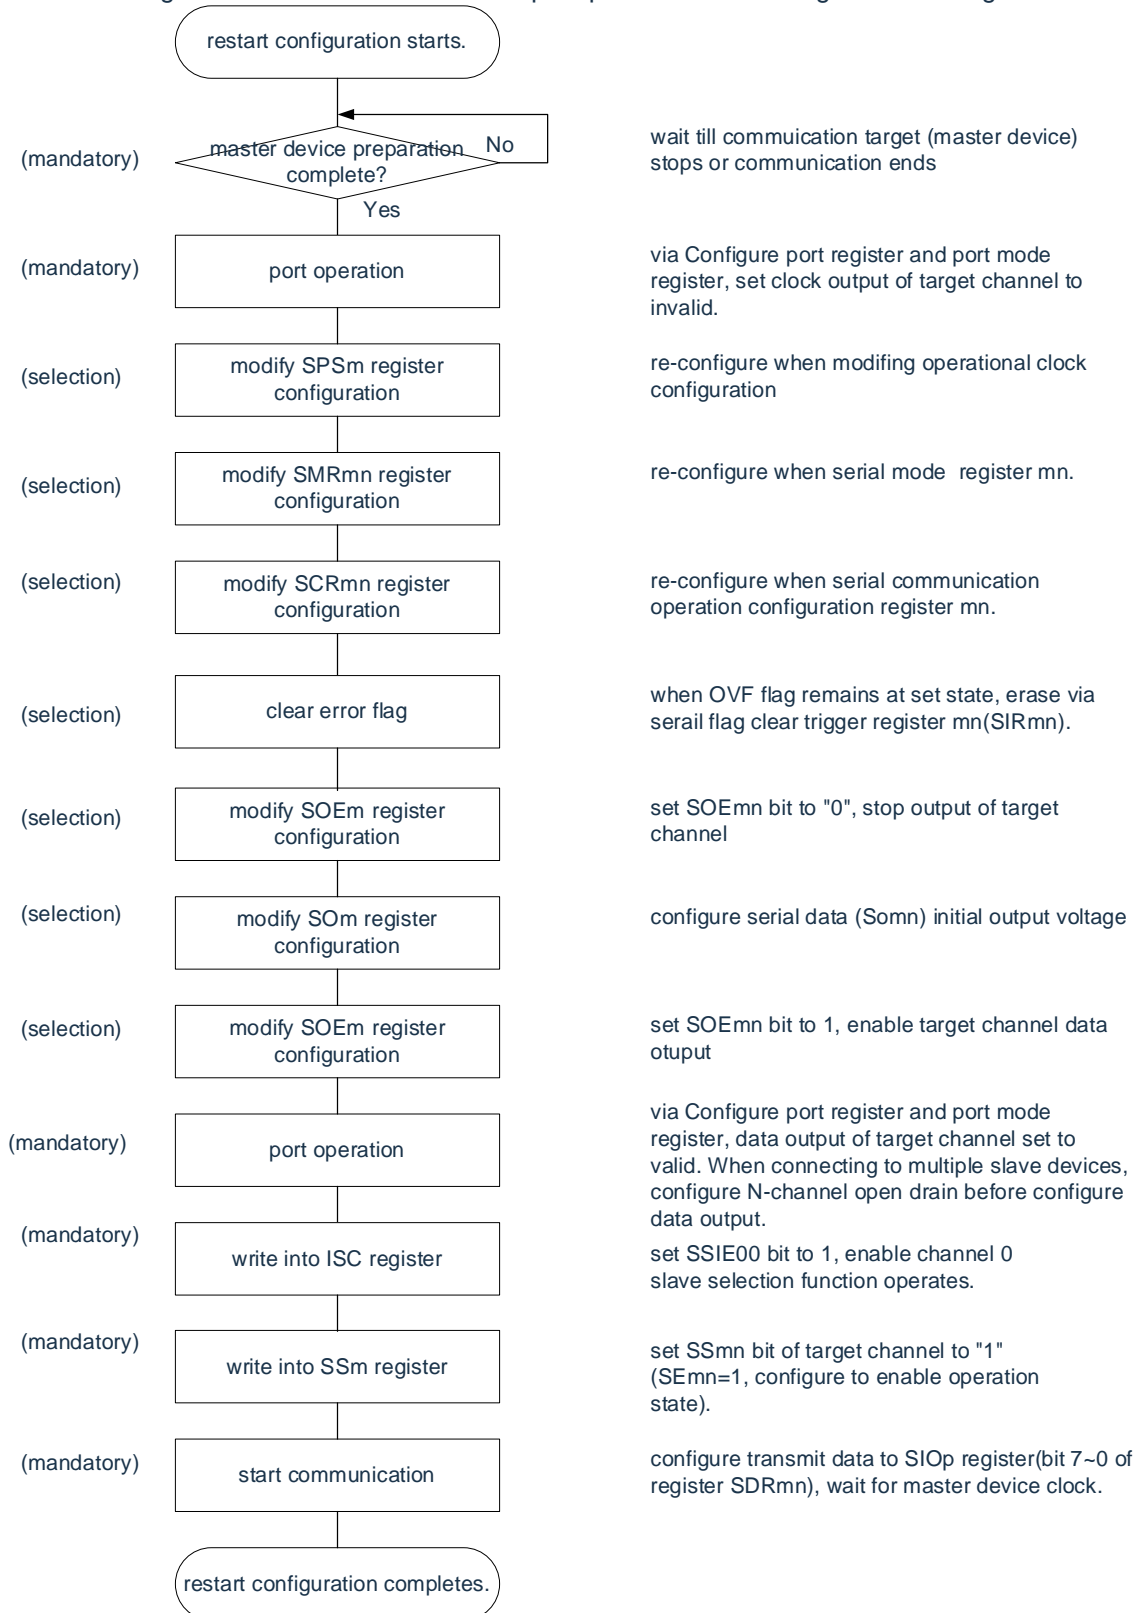 restart configuration starts.
(mandatory)
master device preparation
complete?
No
wait till commuication target (master device)
stops or communication ends
Yes
(mandatory)
port operation
via Configure port register and port mode
register, set clock output of target channel to
invalid.
(selection)
modify SPSm register
configuration
re-configure when modifing operational clock
configuration
(selection)
modify SMRmn register
configuration
re-configure when serial mode register mn.
(selection)
modify SCRmn register
configuration
re-configure when serial communication
operation configuration register mn.
(selection)
clear error flag
when OVF flag remains at set state, erase via
serail flag clear trigger register mn(SIRmn).
(selection)
modify SOEm register
configuration
set SOEmn bit to "0", stop output of target
channel
(selection)
modify SOm register
configuration
configure serial data (Somn) initial output voltage
(selection)
modify SOEm register
configuration
set SOEmn bit to 1, enable target channel data
otuput
(mandatory)
port operation
via Configure port register and port mode
register, data output of target channel set to
valid. When connecting to multiple slave devices,
configure N-channel open drain before configure
data output.
(mandatory)
write into ISC register
set SSIE00 bit to 1, enable channel 0
slave selection function operates.
(mandatory)
write into SSm register
set SSmn bit of target channel to "1"
(SEmn=1, configure to enable operation
state).
(mandatory)
start communication
configure transmit data to SIOp register(bit 7~0 of
register SDRmn), wait for master device clock.
restart configuration completes.